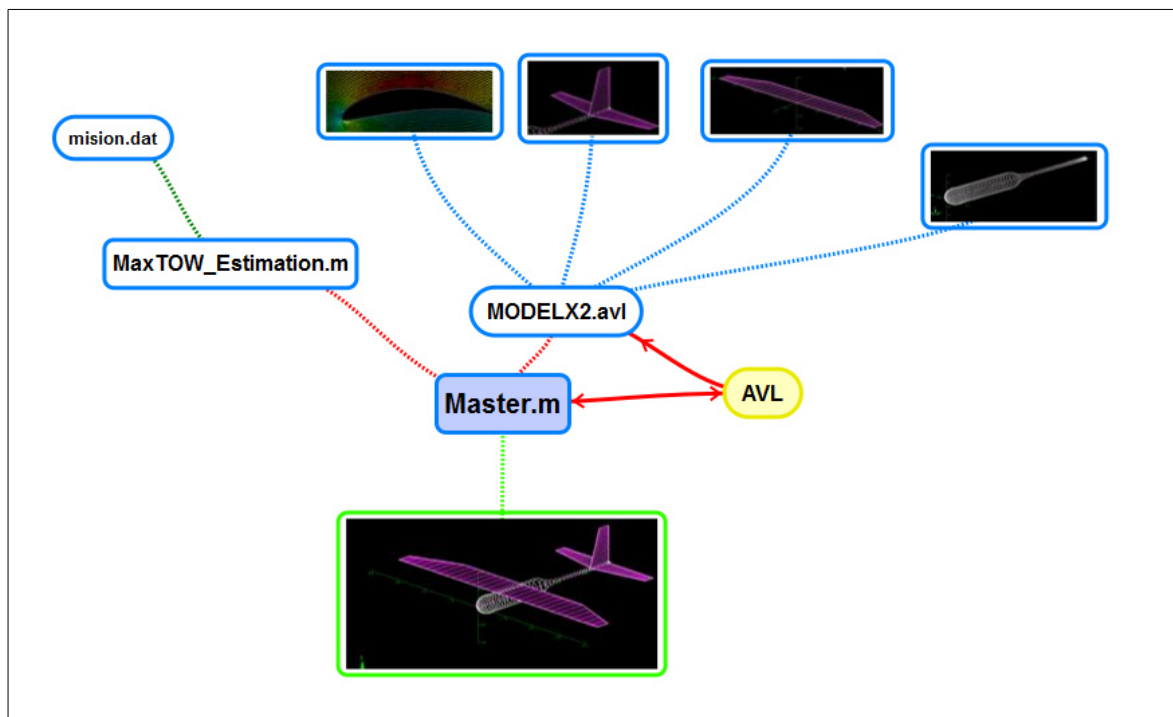 mision.dat
MaxTOW_Estimation.m
MODELX2.avl
Master.m
AVL